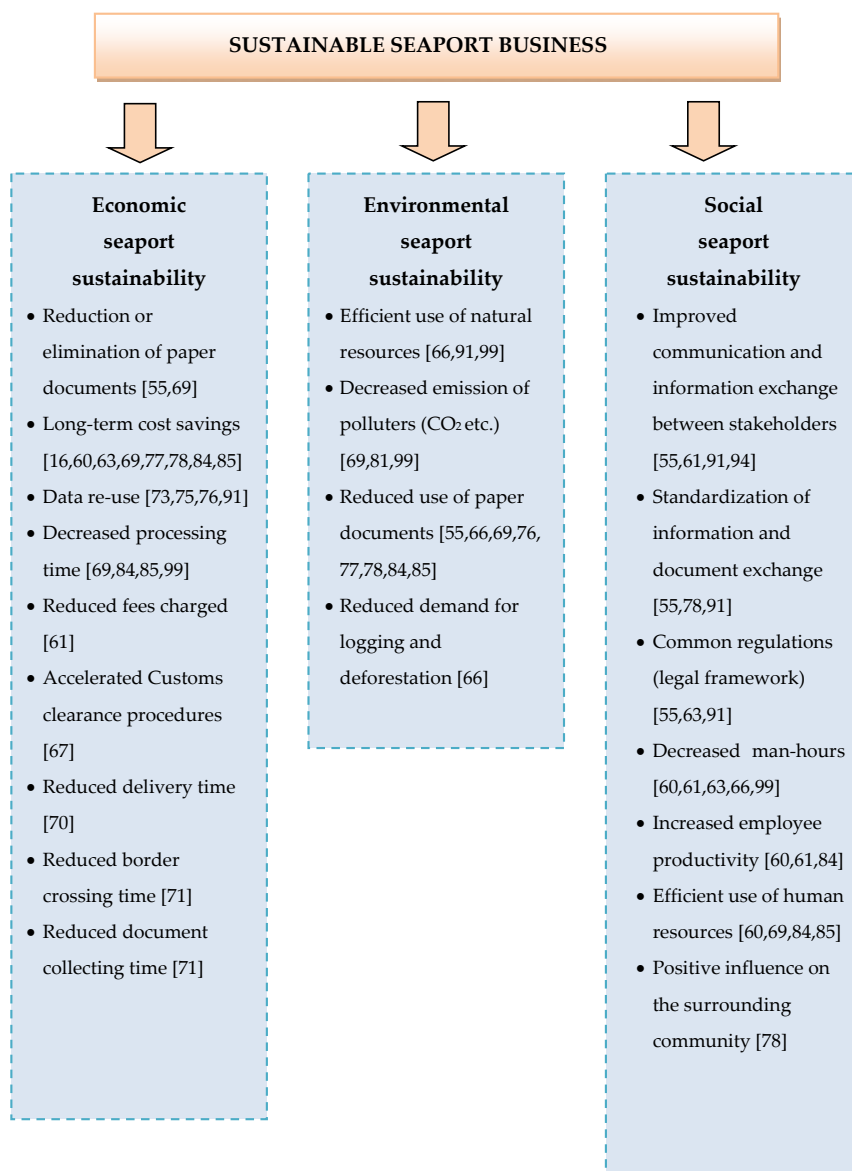 SUSTAINABLE SEAPORT BUSINESS
Economic
seaport
sustainability
• Reduction or
elimination of paper
documents [55,69]
• Long-term cost savings
[16,60,63,69,77,78,84,85]
• Data re-use [73,75,76,91]
• Decreased processing
time [69,84,85,99]
• Reduced fees charged
[61]
• Accelerated Customs
clearance procedures
[67]
• Reduced delivery time
[70]
• Reduced border
crossing time [71]
• Reduced document
collecting time [71]
Environmental
seaport
sustainability
• Efficient use of natural
resources [66,91,99]
• Decreased emission of
polluters (CO₂ etc.)
[69,81,99]
• Reduced use of paper
documents [55,66,69,76,
77,78,84,85]
• Reduced demand for
logging and
deforestation [66]
Social
seaport
sustainability
• Improved
communication and
information exchange
between stakeholders
[55,61,91,94]
• Standardization of
information and
document exchange
[55,78,91]
• Common regulations
(legal framework)
[55,63,91]
• Decreased man-hours
[60,61,63,66,99]
• Increased employee
productivity [60,61,84]
• Efficient use of human
resources [60,69,84,85]
• Positive influence on
the surrounding
community [78]